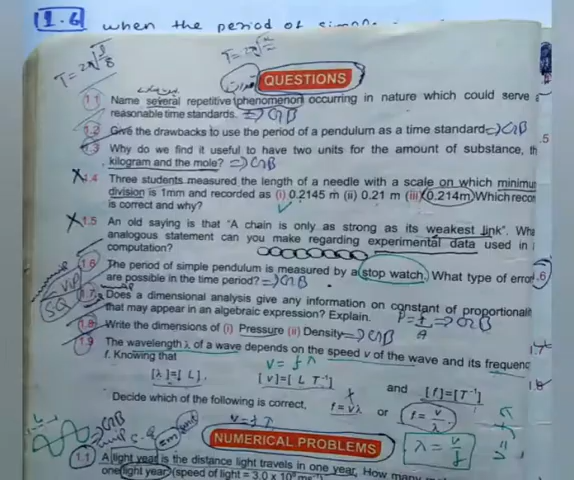 1.6 when the period of
QUESTIONS
1.1 Name several repetitive phenomenon occurring in nature which could serve
reasonable time standards.
1.2 Give the drawbacks to use the period of a pendulum as a time standard
1.3 Why do we find it useful to have two units for the amount of substance, th
kilogram and the mole?
1.4 Three students measured the length of a needle with a scale on which minimu
division is 1mm and recorded as (i) 0.2145 m (ii) 0.21 m (iii) 0.214m Which recor
is correct and why?
1.5 An old saying is that "A chain is only as strong as its weakest link". Wha
analogous statement can you make regarding experimental data used in
computation?
1.6 The period of simple pendulum is measured by a stop watch. What type of error
are possible in the time period?
1.7 Does a dimensional analysis give any information on constant of proportionalit
that may appear in an algebraic expression? Explain.
1.8 Write the dimensions of (i) Pressure (ii) Density
1.9 The wavelength λ of a wave depends on the speed v of the wave and its frequenc
f. Knowing that
v = f λ
[λ]=[ L] [v]=[ L T⁻¹] and [f]=[T⁻¹]
Decide which of the following is correct, f = vλ or f = v/λ
λ = v/f
NUMERICAL PROBLEMS
1.1 A light year is the distance light travels in one year. How many
one light year: (speed of light = 3.0 x 10⁸ ms⁻¹